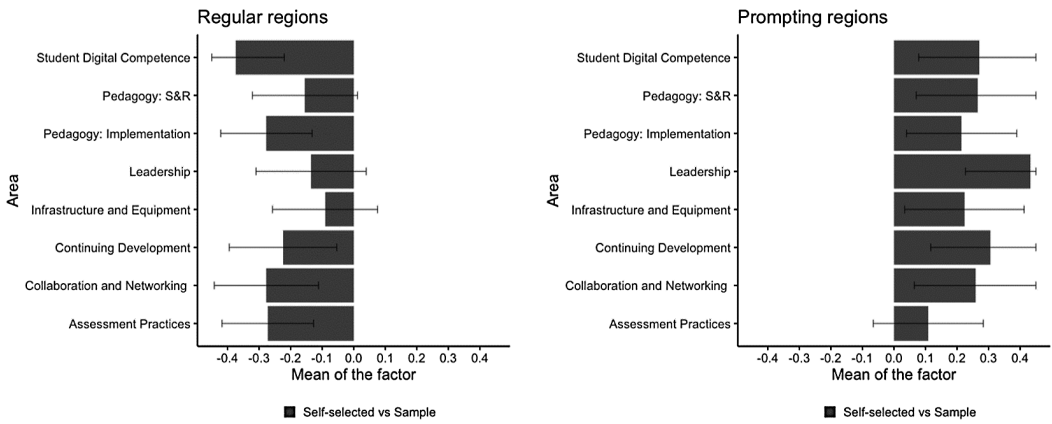 Regular regions
Student Digital Competence
Pedagogy: S&R
Pedagogy: Implementation
Leadership
Infrastructure and Equipment
Continuing Development
Collaboration and Networking
Assessment Practices
Area
-0.4 -0.3 -0.2 -0.1 0.0 0.1 0.2 0.3 0.4
Mean of the factor
Self-selected vs Sample
Prompting regions
Student Digital Competence
Pedagogy: S&R
Pedagogy: Implementation
Leadership
Infrastructure and Equipment
Continuing Development
Collaboration and Networking
Assessment Practices
Area
-0.4 -0.3 -0.2 -0.1 0.0 0.1 0.2 0.3 0.4
Mean of the factor
Self-selected vs Sample